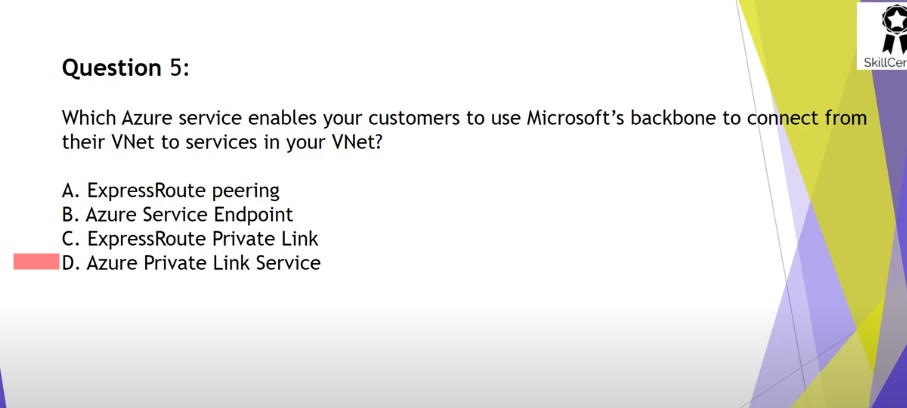 SkillCer
Question 5:
Which Azure service enables your customers to use Microsoft's backbone to connect from
their VNet to services in your VNet?
A. ExpressRoute peering
B. Azure Service Endpoint
C. ExpressRoute Private Link
D. Azure Private Link Service